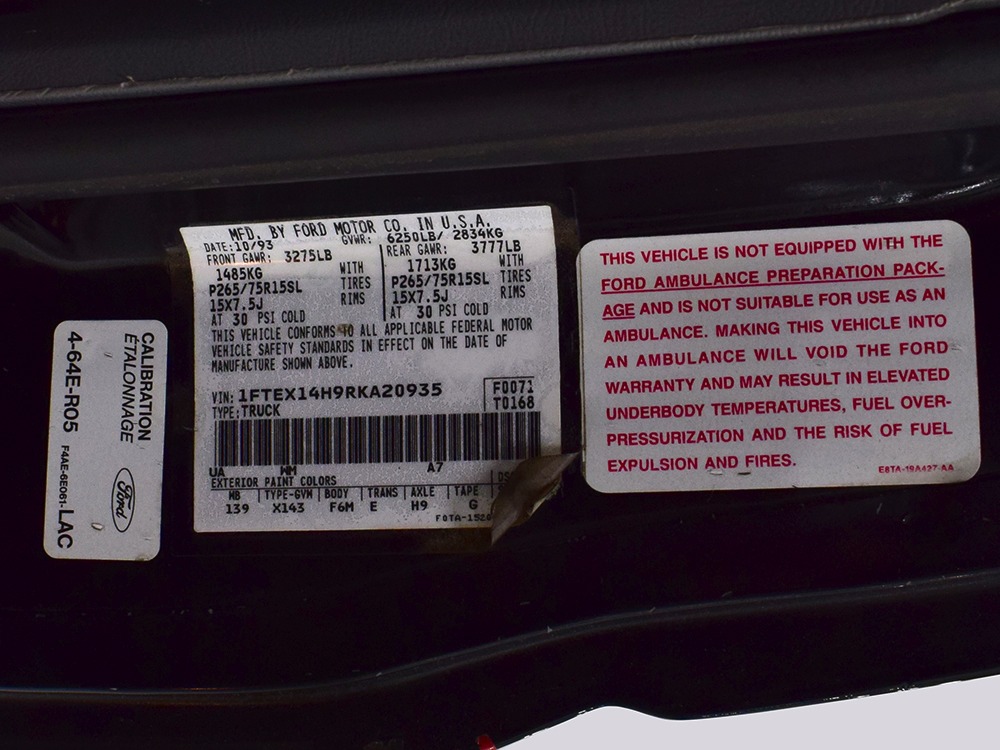 MFD. BY FORD MOTOR CO. IN U.S.A.
DATE: 10/93 GVWR: 6250LB/ 2834KG
FRONT GAWR: 3275LB REAR GAWR: 3777LB
1485KG WITH 1713KG WITH
P265/75R15SL TIRES P265/75R15SL TIRES
15X7.5J RIMS 15X7.5J RIMS
AT 30 PSI COLD AT 30 PSI COLD
THIS VEHICLE CONFORMS TO ALL APPLICABLE FEDERAL MOTOR
VEHICLE SAFETY STANDARDS IN EFFECT ON THE DATE OF
MANUFACTURE SHOWN ABOVE.
VIN: 1FTEX14H9RKA20935 F0071
TYPE: TRUCK T0168
UA WM A7
EXTERIOR PAINT COLORS DSO
WB TYPE-GVM BODY TRANS AXLE TAPE
139 X143 F6M E H9 G
F0TA-1520
THIS VEHICLE IS NOT EQUIPPED WITH THE
FORD AMBULANCE PREPARATION PACK-
AGE AND IS NOT SUITABLE FOR USE AS AN
AMBULANCE. MAKING THIS VEHICLE INTO
AN AMBULANCE WILL VOID THE FORD
WARRANTY AND MAY RESULT IN ELEVATED
UNDERBODY TEMPERATURES, FUEL OVER-
PRESSURIZATION AND THE RISK OF FUEL
EXPULSION AND FIRES.
E8TA-19A427-AA
CALIBRATION
ÉTALONNAGE
Ford
4-64E-R05 F4AE-6E061-LAC